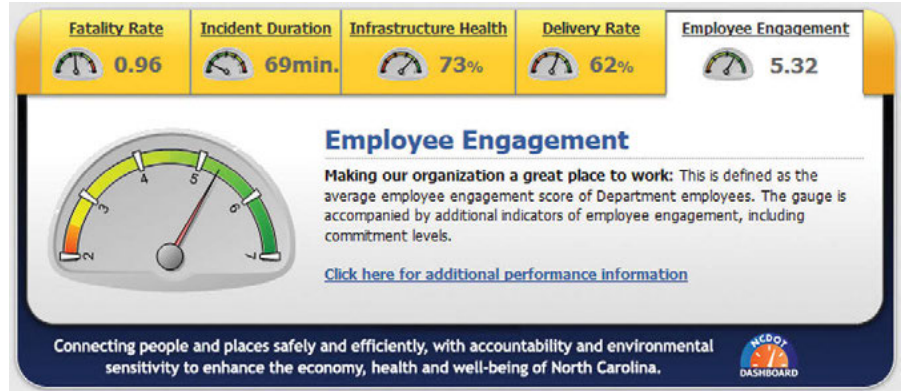 Fatality Rate
0.96
Incident Duration
69min.
Infrastructure Health
73%
Delivery Rate
62%
Employee Engagement
5.32
2
3
4
5
6
7
Employee Engagement
Making our organization a great place to work: This is defined as the
average employee engagement score of Department employees. The gauge is
accompanied by additional indicators of employee engagement, including
commitment levels.
Click here for additional performance information
Connecting people and places safely and efficiently, with accountability and environmental
sensitivity to enhance the economy, health and well-being of North Carolina.
NCDOT
DASHBOARD